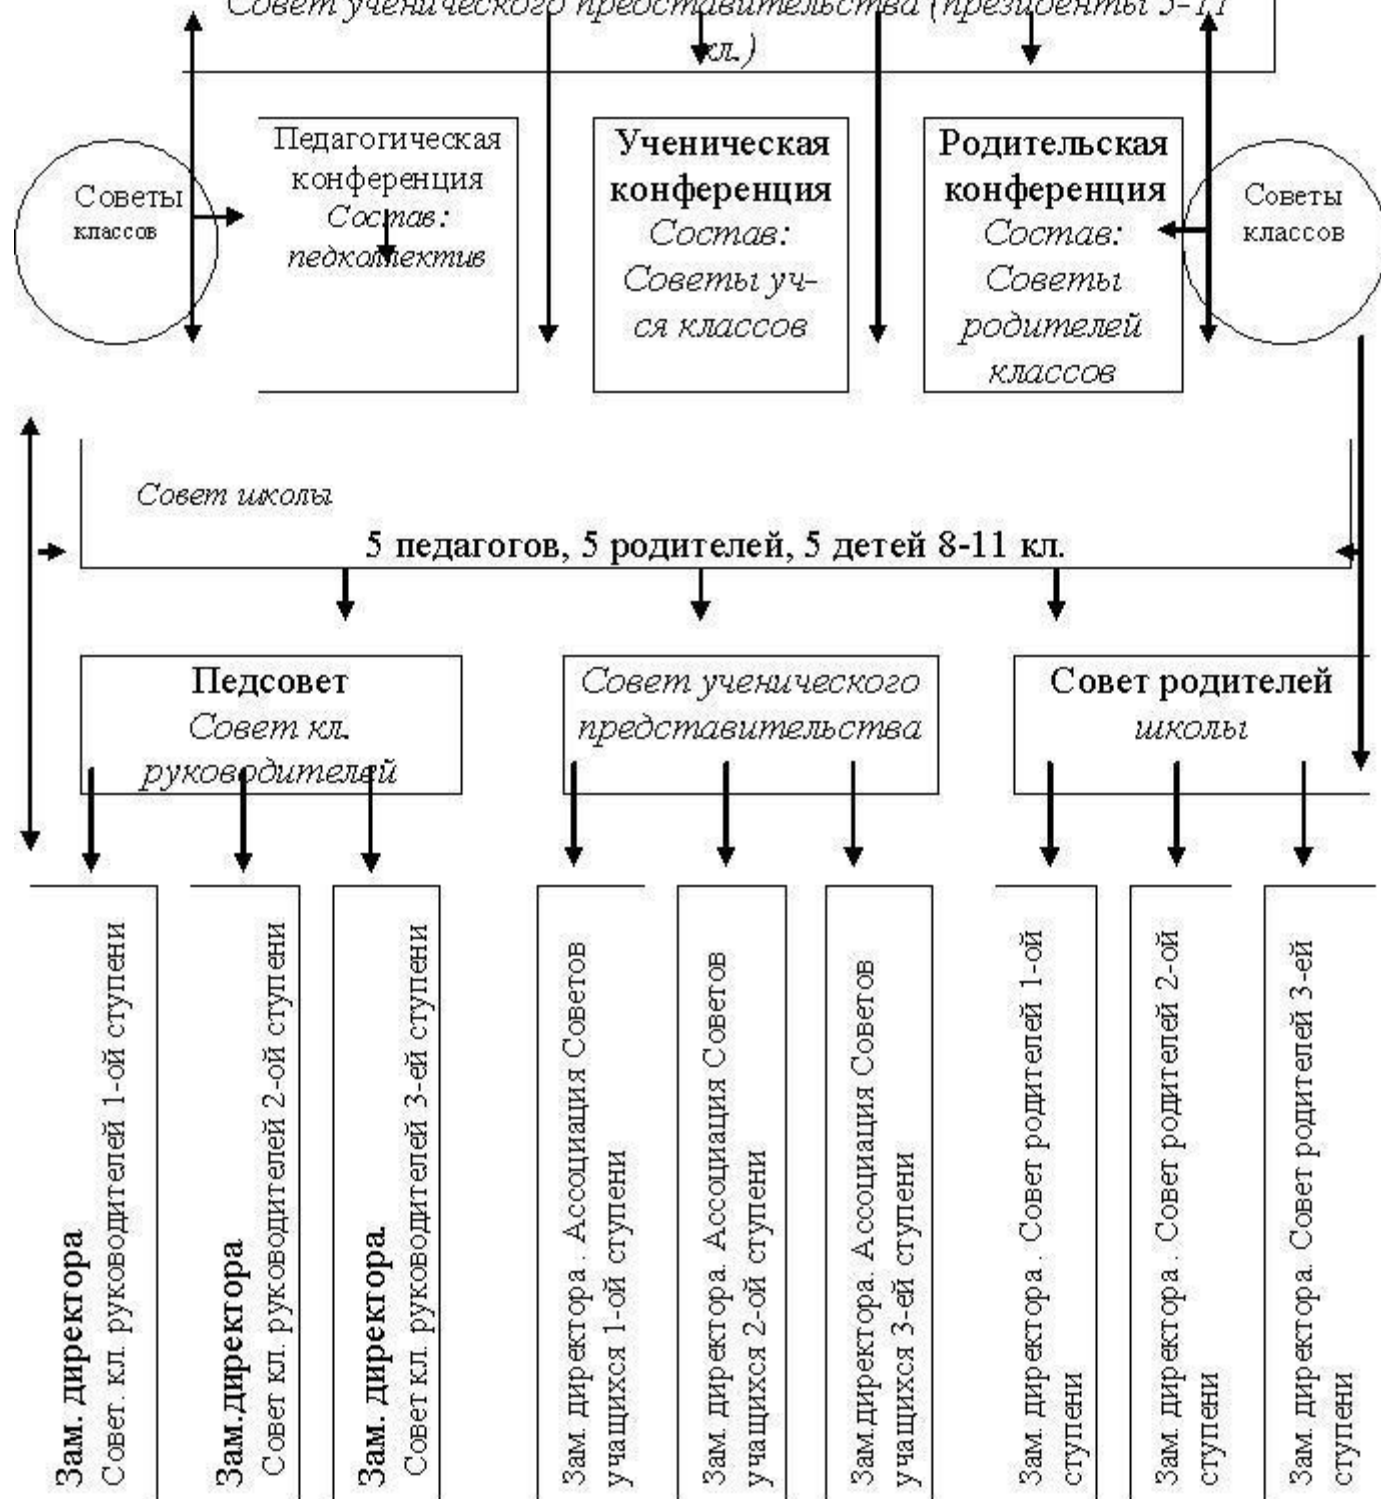 Совет ученического представительства (президенты 5-11
кл.)
Советы
классов
Педагогическая
конференция
Состав:
педколлектив
Ученическая
конференция
Состав:
Советы уч-
ся классов
Родительская
конференция
Состав:
Советы
родителей
классов
Советы
классов
Совет школы
5 педагогов, 5 родителей, 5 детей 8-11 кл.
Педсовет
Совет кл.
руководителей
Совет ученического
представительства
Совет родителей
школы
Зам. директора
Совет. кл. руководителей 1-ой ступени
Зам.директора
Совет кл. руководителей 2-ой ступени
Зам. директора.
Совет кл. руководителей 3-ей ступени
Зам. директора. . Ассоциация Советов
учащихся 1-ой ступени
Зам. директора. Ассоциация Советов
учащихся 2-ой ступени
Зам.директора. Ассоциация Советов
учащихся 3-ей ступени
Зам. директора . . Совет родителей 1-ой
ступени
Зам. директора . . Совет родителей 2-ой
ступени
Зам. директора. Совет родителей 3-ей
ступени